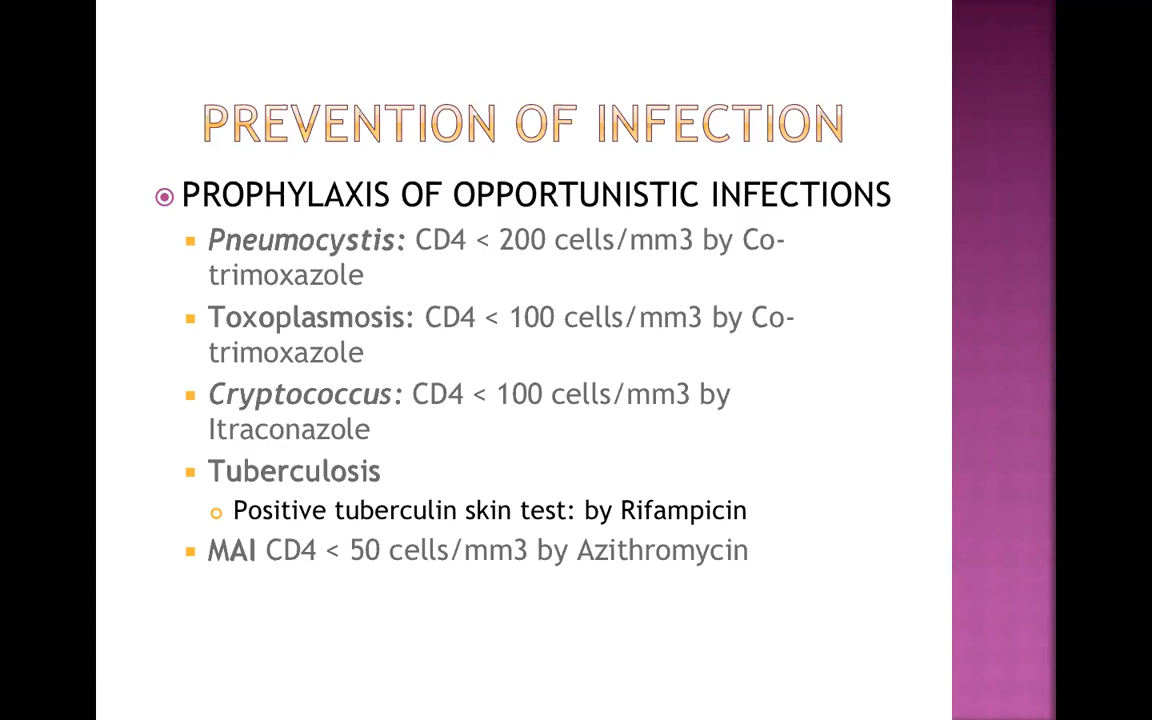 PREVENTION OF INFECTION
PROPHYLAXIS OF OPPORTUNISTIC INFECTIONS
Pneumocystis: CD4 < 200 cells/mm3 by Co-
trimoxazole
Toxoplasmosis: CD4 < 100 cells/mm3 by Co-
trimoxazole
Cryptococcus: CD4 < 100 cells/mm3 by
Itraconazole
Tuberculosis
Positive tuberculin skin test: by Rifampicin
MAI CD4 < 50 cells/mm3 by Azithromycin